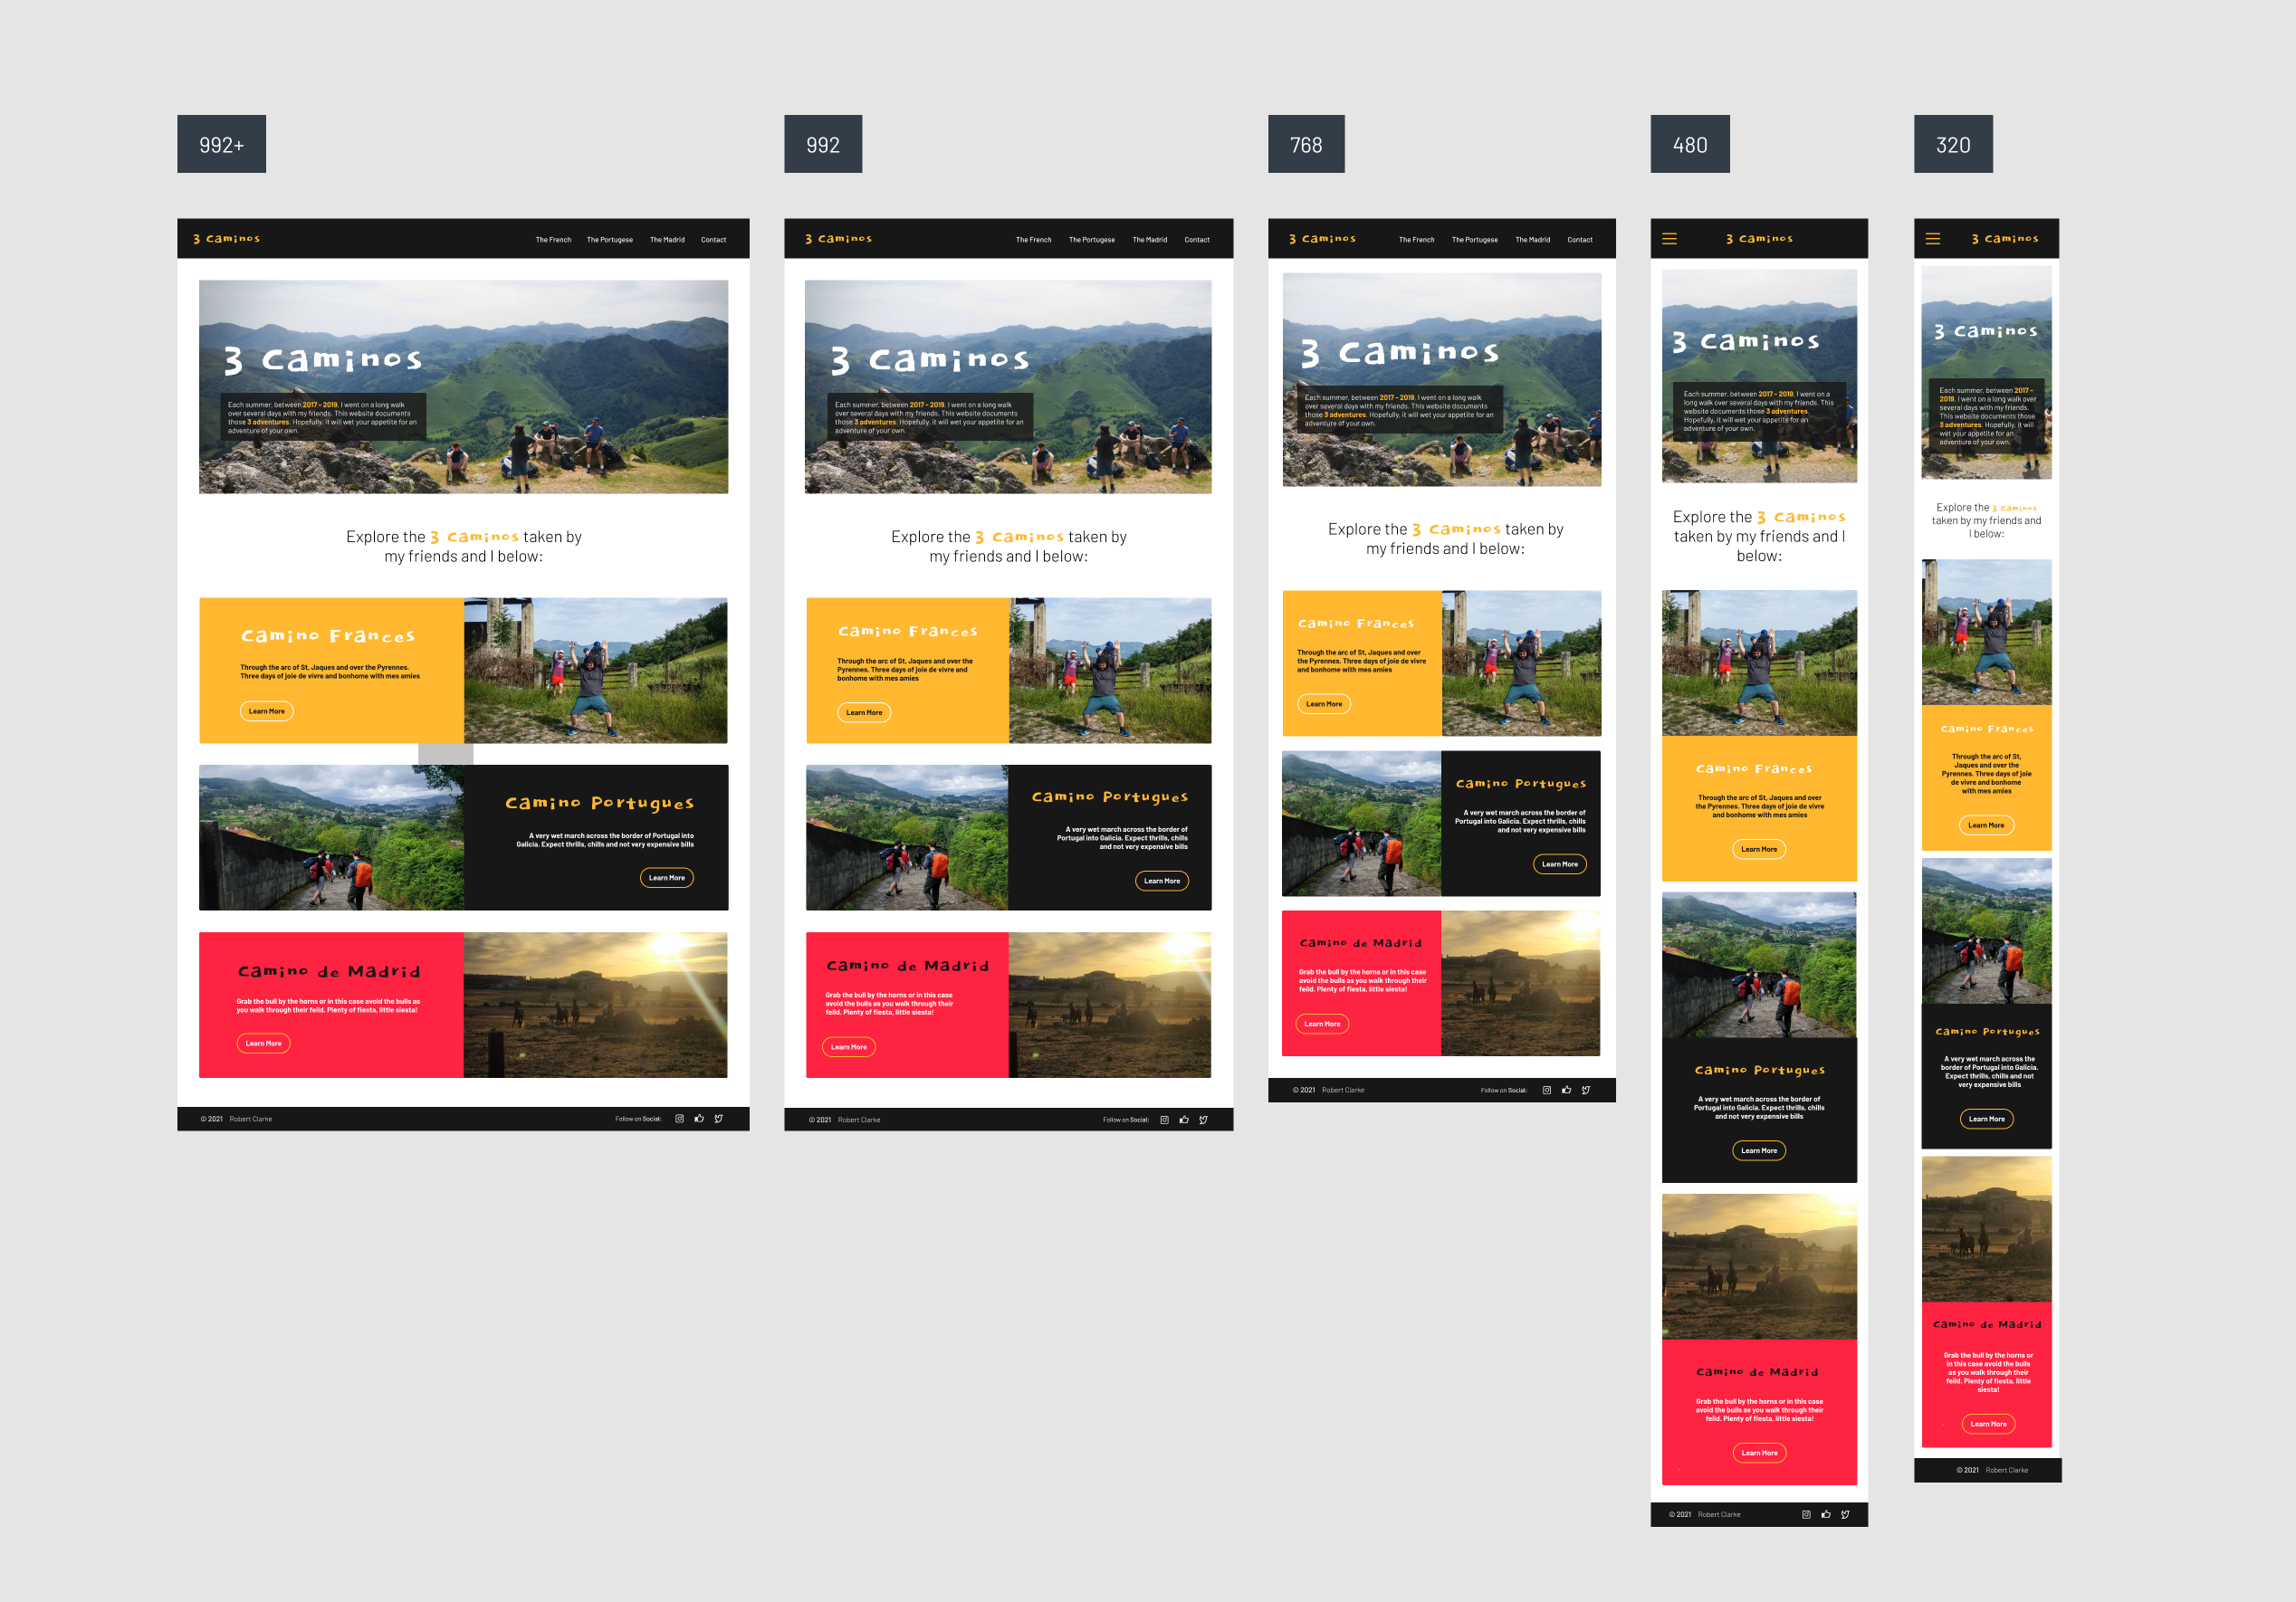 992+
3 Caminos
The French The Portugese The Madrid Contact
3 Caminos
Each summer, between 2017 - 2019, I went on a long walk
over several days with my friends. This website documents
those 3 adventures. Hopefully, it will wet your appetite for an
adventure of your own.
Explore the 3 Caminos taken by
my friends and I below:
Camino Frances
Through the arc of St, Jaques and over the Pyrennes.
Three days of joie de vivre and bonhome with mes amies
Learn More
Camino Portugues
A very wet march across the border of Portugal into
Galicia. Expect thrills, chills and not very expensive bills
Learn More
Camino de Madrid
Grab the bull by the horns or in this case avoid the bulls as
you walk through their feild. Plenty of fiesta, little siesta!
Learn More
© 2021 Robert Clarke
Follow on Social:
992
3 Caminos
The French The Portugese The Madrid Contact
3 Caminos
Each summer, between 2017 - 2019, I went on a long walk
over several days with my friends. This website documents
those 3 adventures. Hopefully, it will wet your appetite for an
adventure of your own.
Explore the 3 Caminos taken by
my friends and I below:
Camino Frances
Through the arc of St, Jaques and over the
Pyrennes. Three days of joie de vivre and
bonhome with mes amies
Learn More
Camino Portugues
A very wet march across the border of
Portugal into Galicia. Expect thrills, chills
and not very expensive bills
Learn More
Camino de Madrid
Grab the bull by the horns or in this case
avoid the bulls as you walk through their
feild. Plenty of fiesta, little siesta!
Learn More
© 2021 Robert Clarke
Follow on Social:
768
3 Caminos
The French The Portugese The Madrid Contact
3 Caminos
Each summer, between 2017 - 2019, I went on a long walk
over several days with my friends. This website documents
those 3 adventures. Hopefully, it will wet your appetite for an
adventure of your own.
Explore the 3 Caminos taken by
my friends and I below:
Camino Frances
Through the arc of St, Jaques and over
the Pyrennes. Three days of joie de vivre
and bonhome with mes amies
Learn More
Camino Portugues
A very wet march across the border of
Portugal into Galicia. Expect thrills, chills
and not very expensive bills
Learn More
Camino de Madrid
Grab the bull by the horns or in this case
avoid the bulls as you walk through their
feild. Plenty of fiesta, little siesta!
Learn More
© 2021 Robert Clarke
Follow on Social:
480
3 Caminos
3 Caminos
Each summer, between 2017 - 2019, I went on a
long walk over several days with my friends. This
website documents those 3 adventures.
Hopefully, it will wet your appetite for an
adventure of your own.
Explore the 3 Caminos
taken by my friends and I
below:
Camino Frances
Through the arc of St, Jaques and over
the Pyrennes. Three days of joie de vivre
and bonhome with mes amies
Learn More
Camino Portugues
A very wet march across the border of
Portugal into Galicia. Expect thrills, chills
and not very expensive bills
Learn More
Camino de Madrid
Grab the bull by the horns or in this case
avoid the bulls as you walk through their
feild. Plenty of fiesta, little siesta!
Learn More
© 2021 Robert Clarke
320
3 Caminos
3 Caminos
Each summer, between 2017 -
2019, I went on a long walk over
several days with my friends.
This website documents those
3 adventures. Hopefully, it will
wet your appetite for an
adventure of your own.
Explore the 3 Caminos
taken by my friends and
I below:
Camino Frances
Through the arc of St,
Jaques and over the
Pyrennes. Three days of joie
de vivre and bonhome
with mes amies
Learn More
Camino Portugues
A very wet march across the
border of Portugal into Galicia.
Expect thrills, chills and not
very expensive bills
Learn More
Camino de Madrid
Grab the bull by the horns or
in this case avoid the bulls
as you walk through their
feild. Plenty of fiesta, little
siesta!
Learn More
© 2021 Robert Clarke